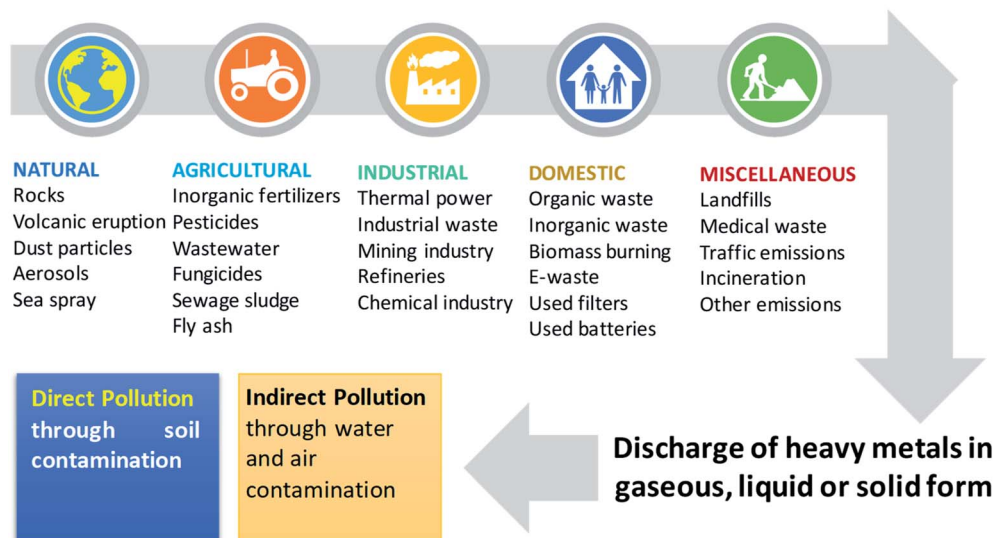 NATURAL
Rocks
Volcanic eruption
Dust particles
Aerosols
Sea spray
AGRICULTURAL
Inorganic fertilizers
Pesticides
Wastewater
Fungicides
Sewage sludge
Fly ash
INDUSTRIAL
Thermal power
Industrial waste
Mining industry
Refineries
Chemical industry
DOMESTIC
Organic waste
Inorganic waste
Biomass burning
E-waste
Used filters
Used batteries
MISCELLANEOUS
Landfills
Medical waste
Traffic emissions
Incineration
Other emissions
Discharge of heavy metals in
gaseous, liquid or solid form
Direct Pollution
through soil
contamination
Indirect Pollution
through water
and air
contamination